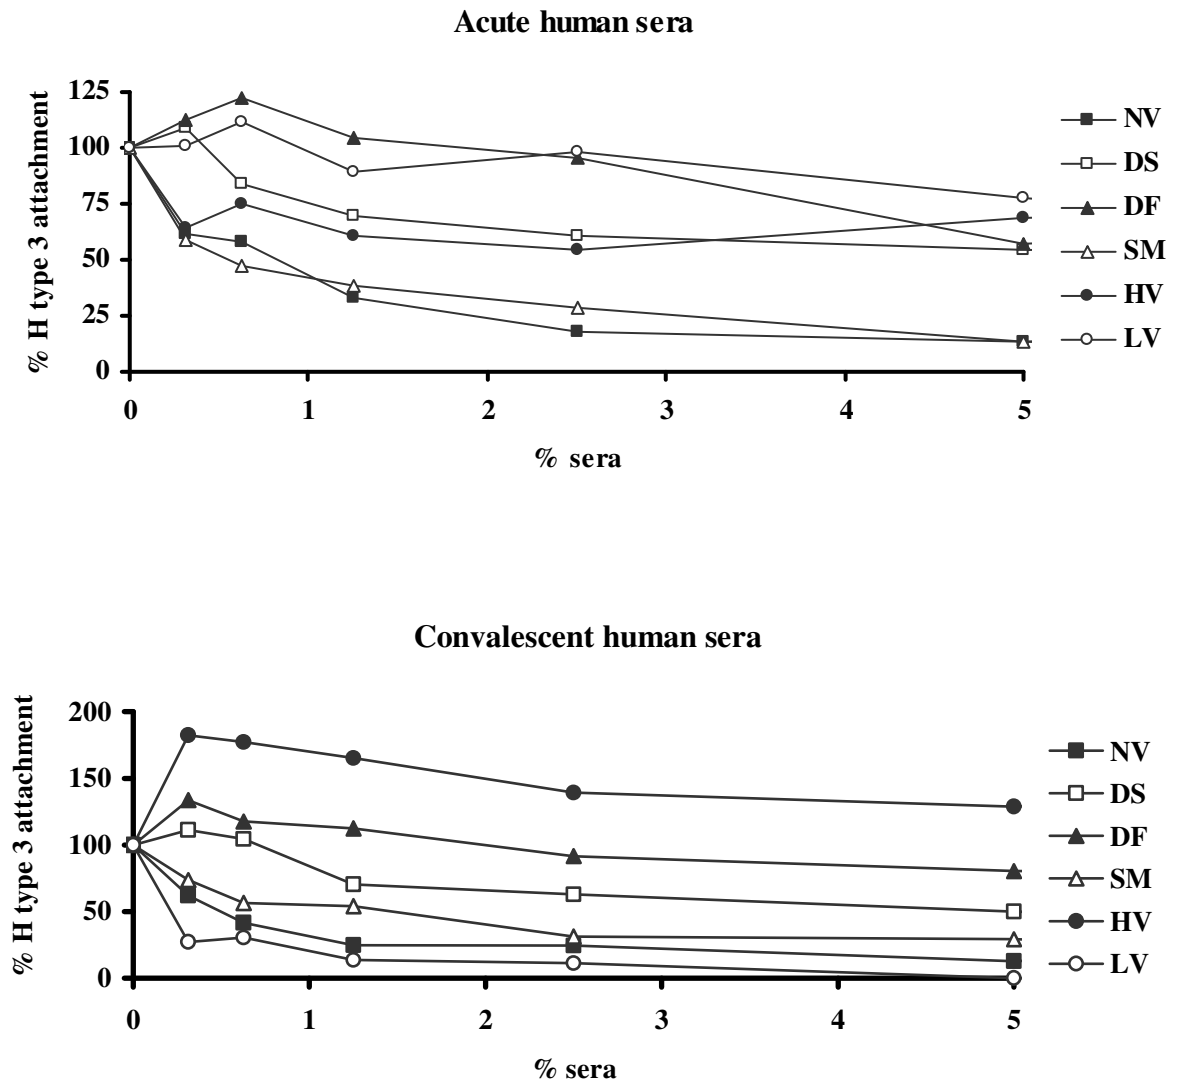 Acute human sera
% H type 3 attachment
125
100
75
50
25
0
0 1 2 3 4 5
% sera
NV
DS
DF
SM
HV
LV
Convalescent human sera
% H type 3 attachment
200
150
100
50
0
0 1 2 3 4 5
% sera
NV
DS
DF
SM
HV
LV